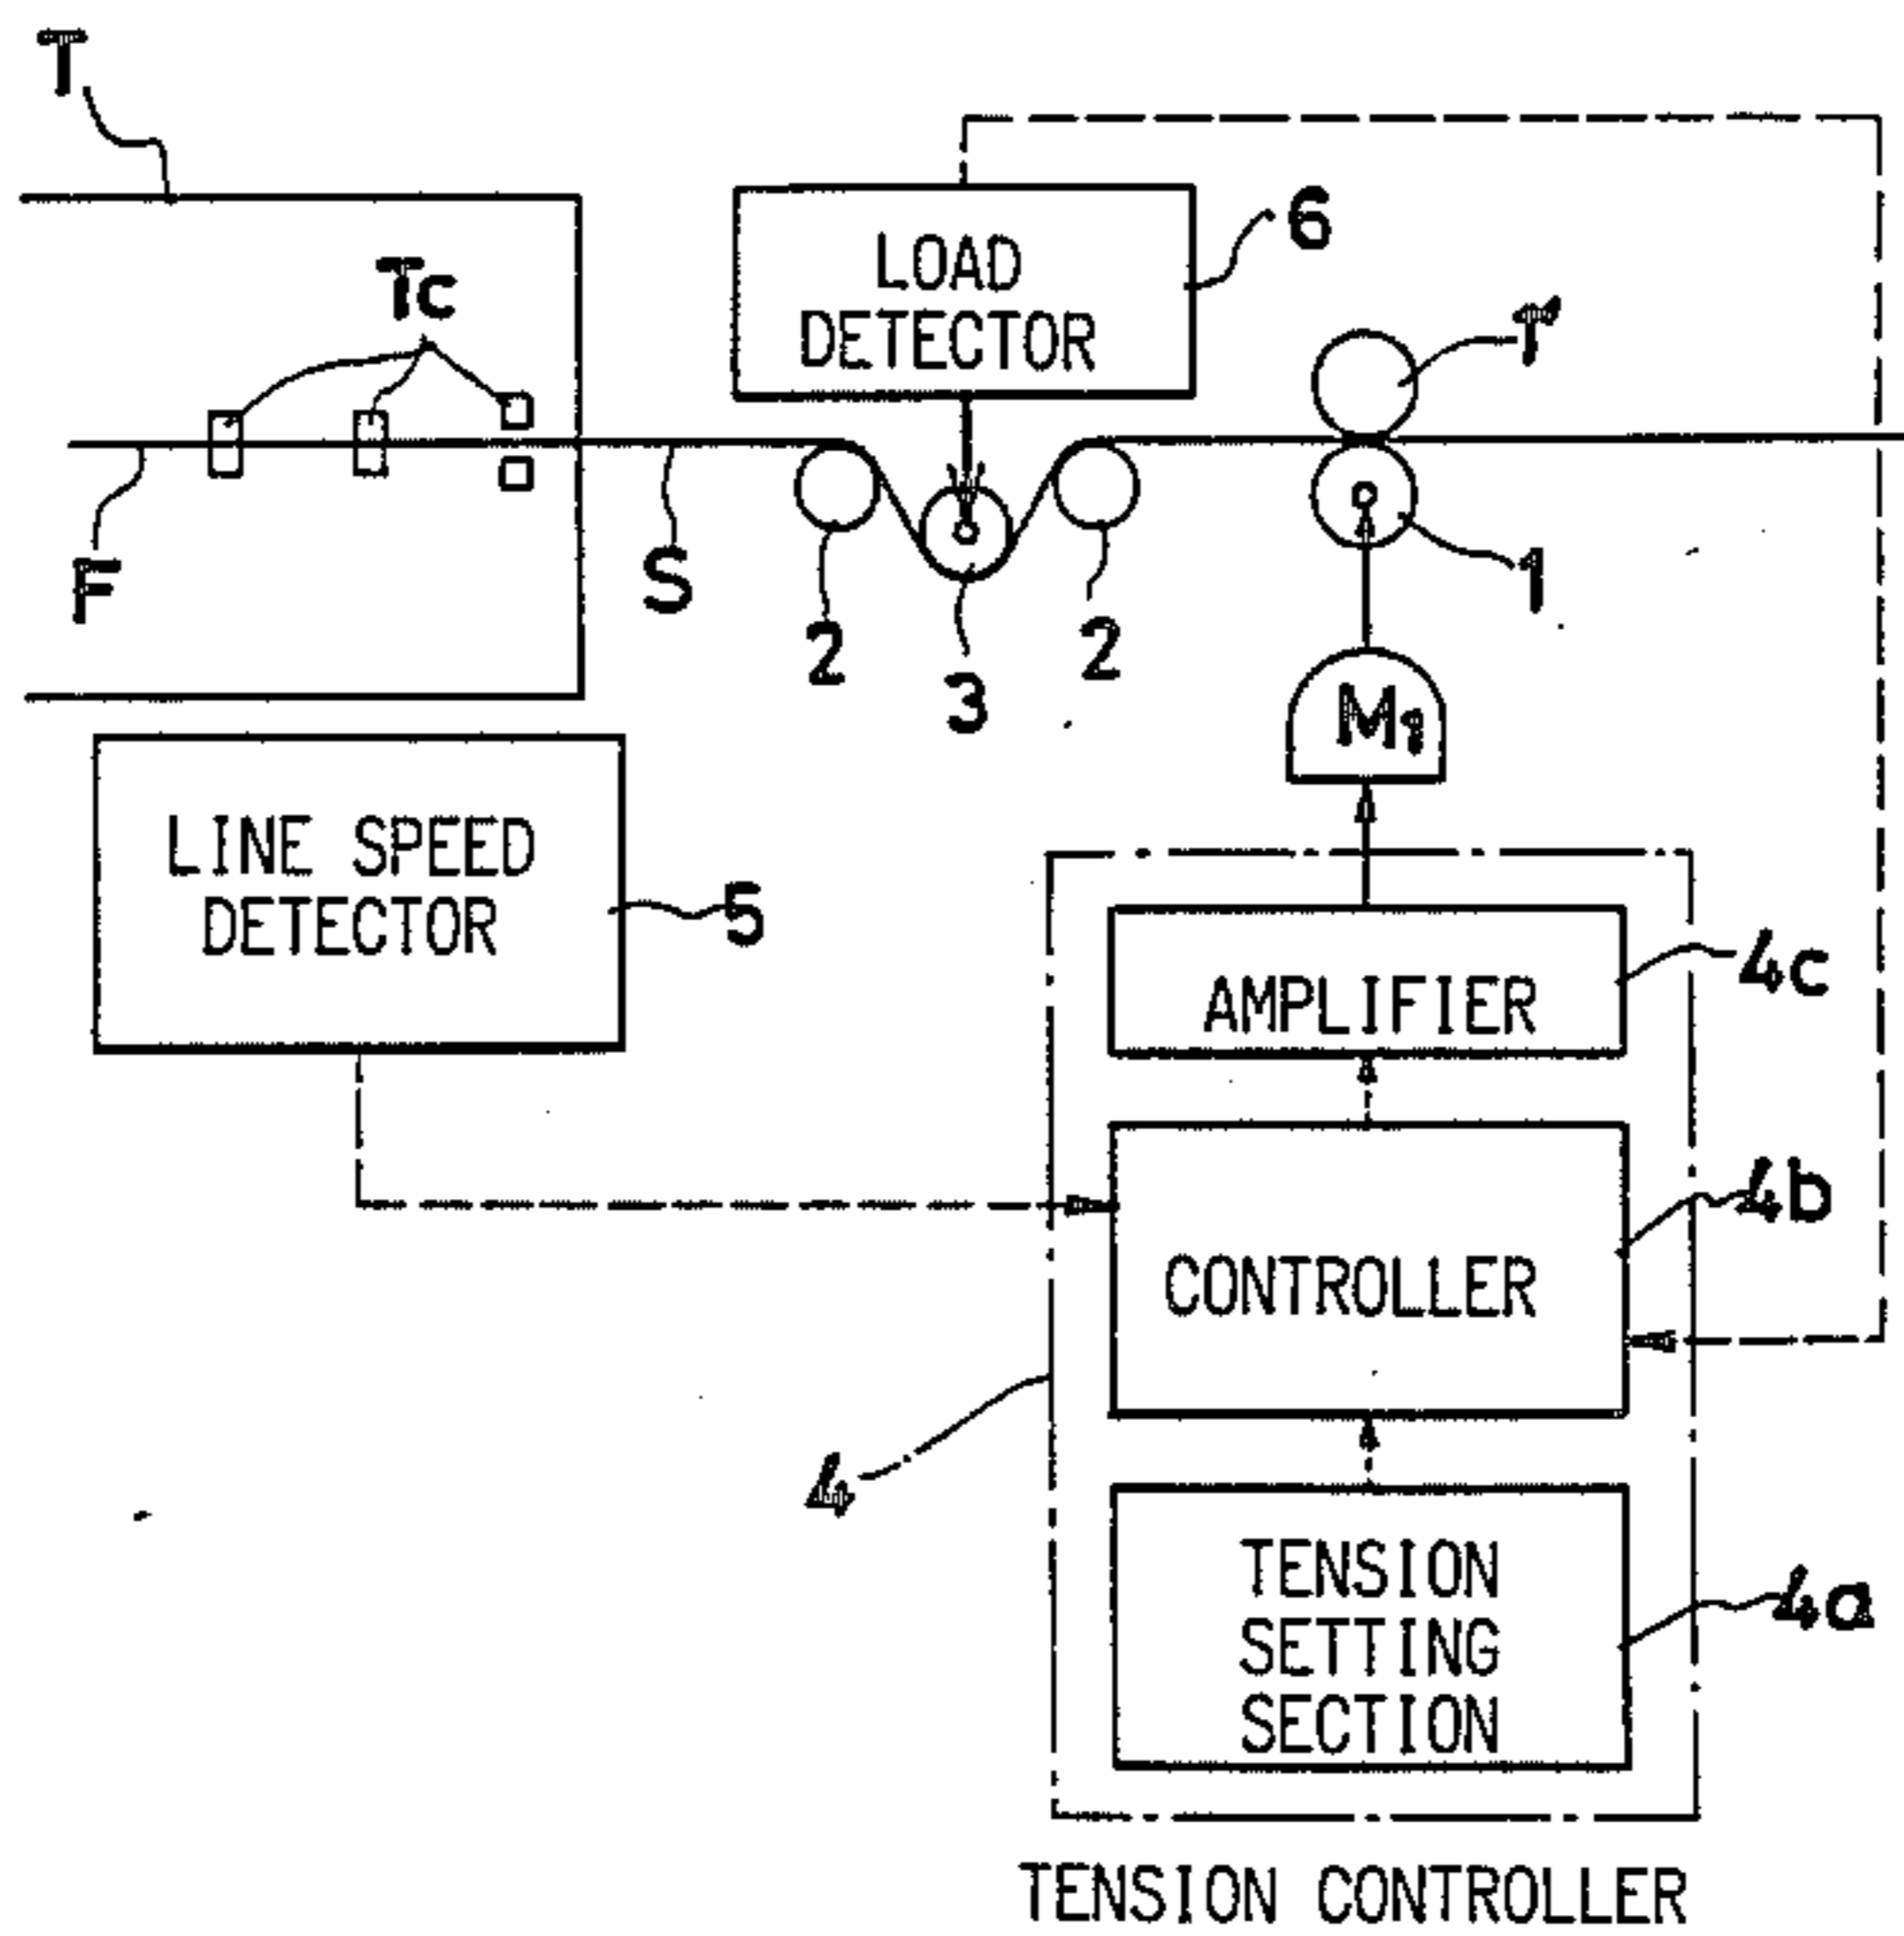 T
Tc
LOAD
DETECTOR
6
1'
F
S
2
3
2
1
M1
LINE SPEED
DETECTOR
5
AMPLIFIER
4c
CONTROLLER
4b
4
TENSION
SETTING
SECTION
4a
TENSION CONTROLLER